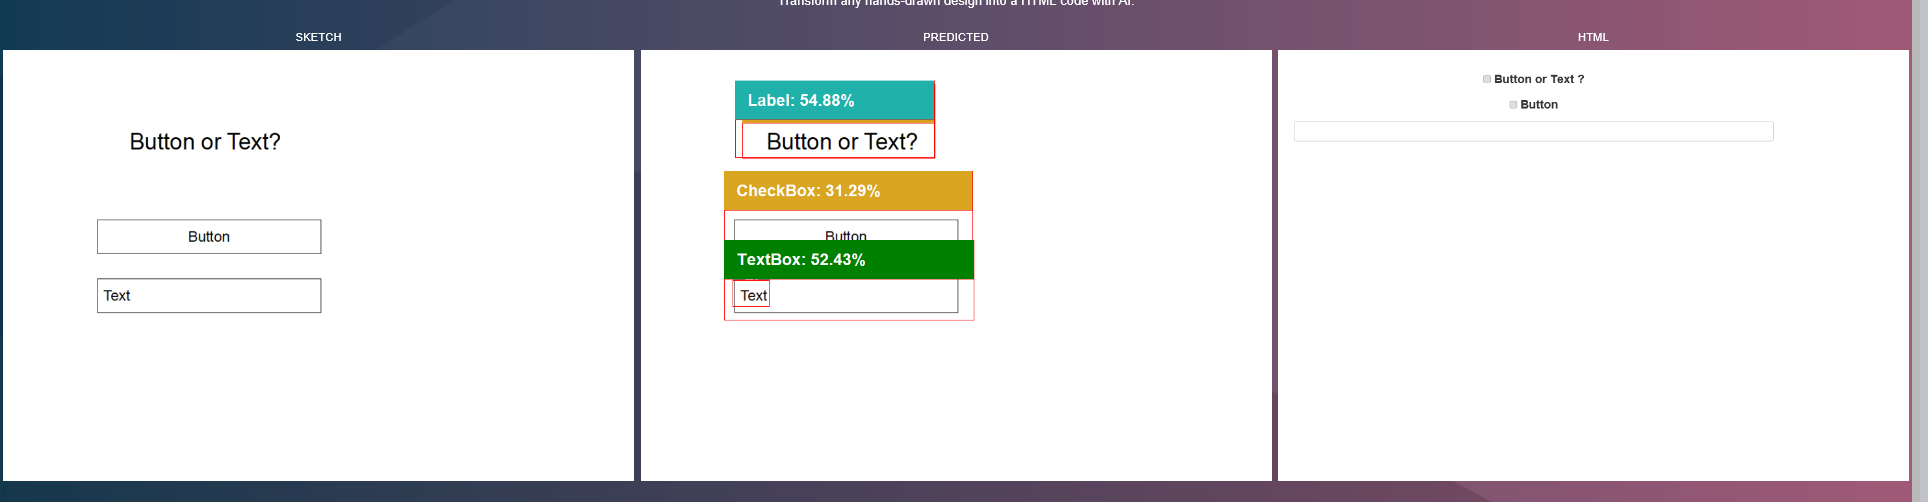 Transform any hands-drawn design into a HTML code with AI.
SKETCH
PREDICTED
HTML
Button or Text?
Button
Text
Label: 54.88%
Button or Text?
CheckBox: 31.29%
Button
TextBox: 52.43%
Text
Button or Text ?
Button